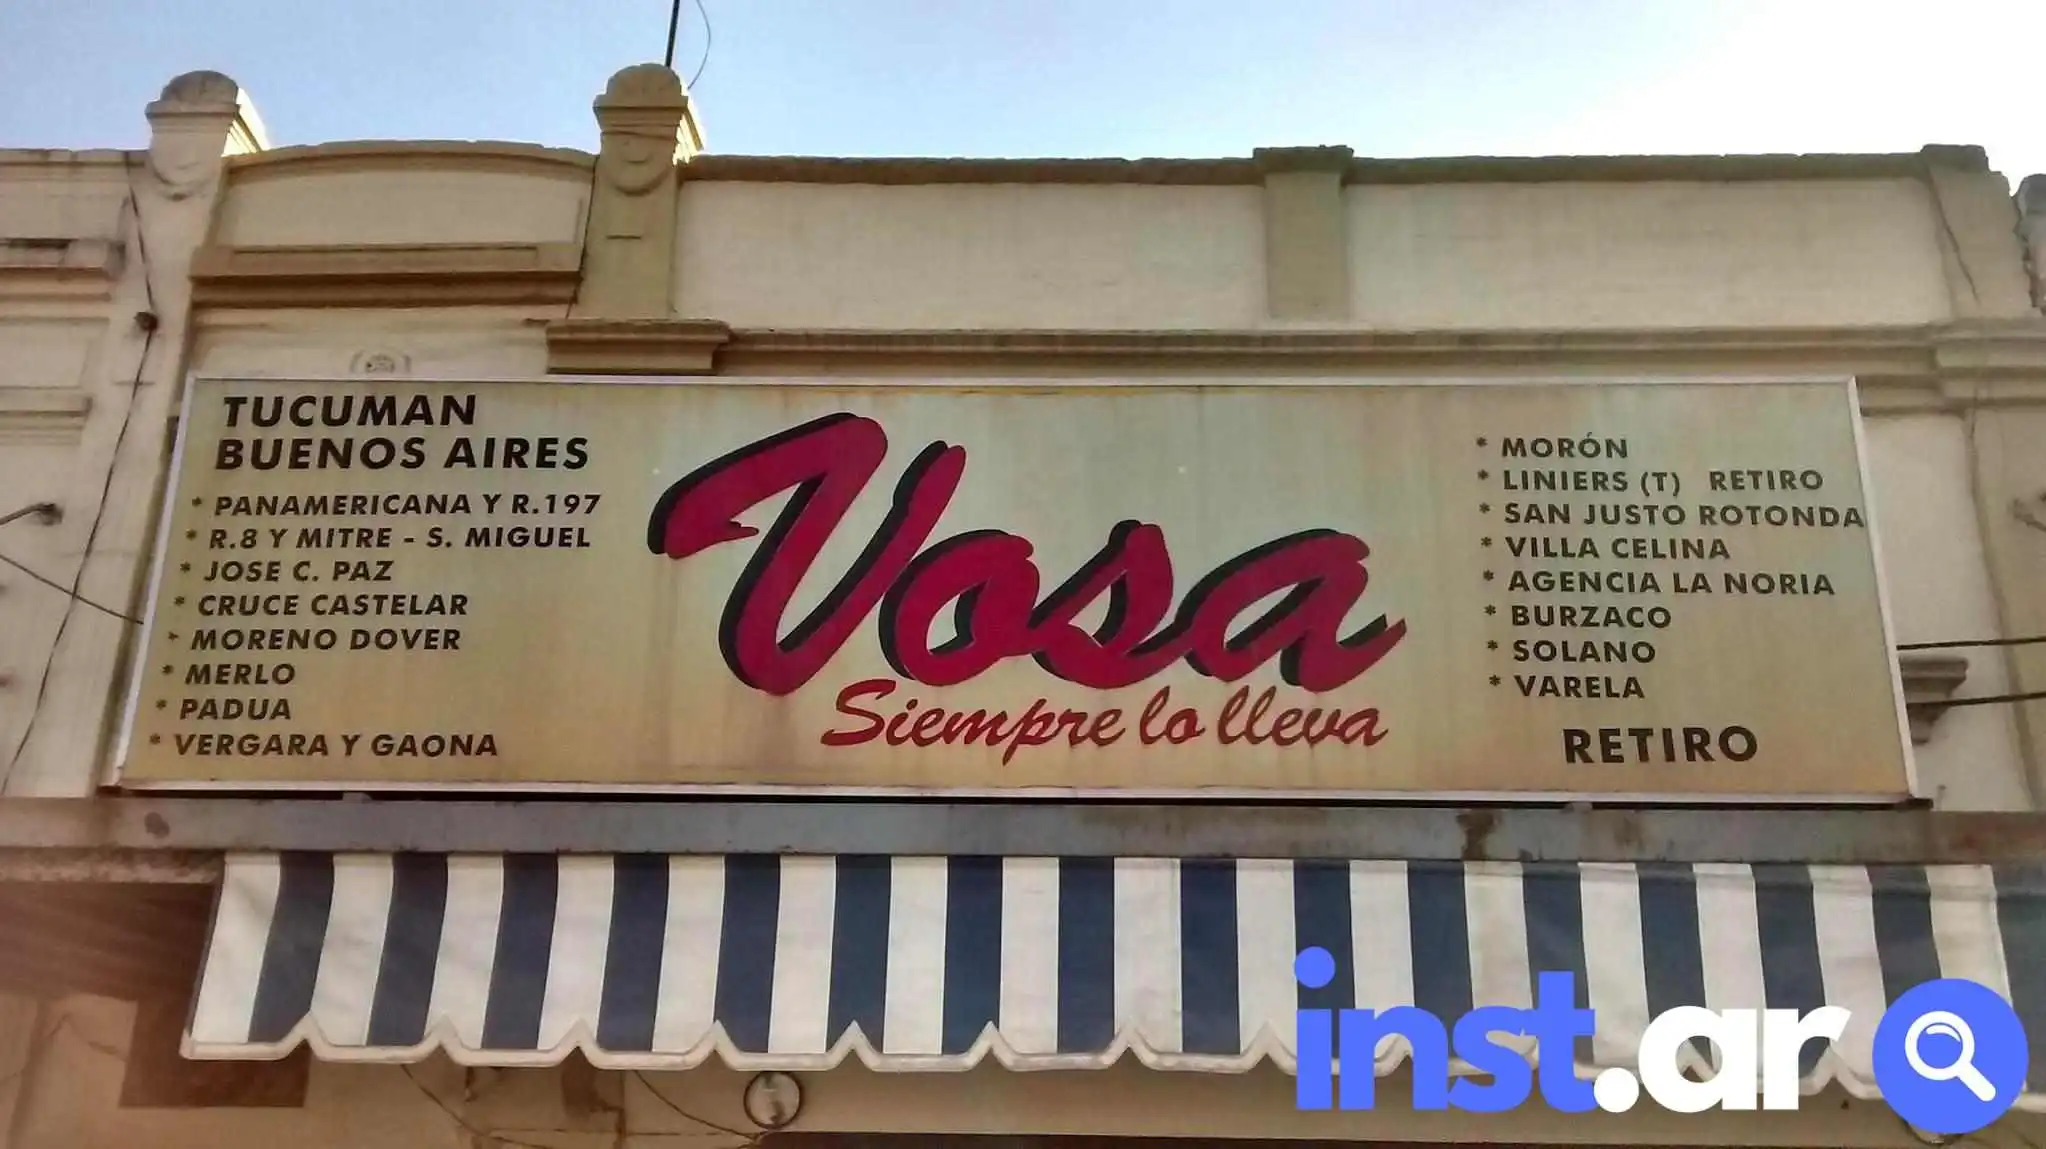 TUCUMAN
BUENOS AIRES
* PANAMERICANA Y R.197
* R.8 Y MITRE - S. MIGUEL
* JOSE C. PAZ
* CRUCE CASTELAR
* MORENO DOVER
* MERLO
* PADUA
* VERGARA Y GAONA
Vosa
Siempre lo lleva
* MORÓN
* LINIERS (T) RETIRO
* SAN JUSTO ROTONDA
* VILLA CELINA
* AGENCIA LA NORIA
* BURZACO
* SOLANO
* VARELA
RETIRO
inst.ar